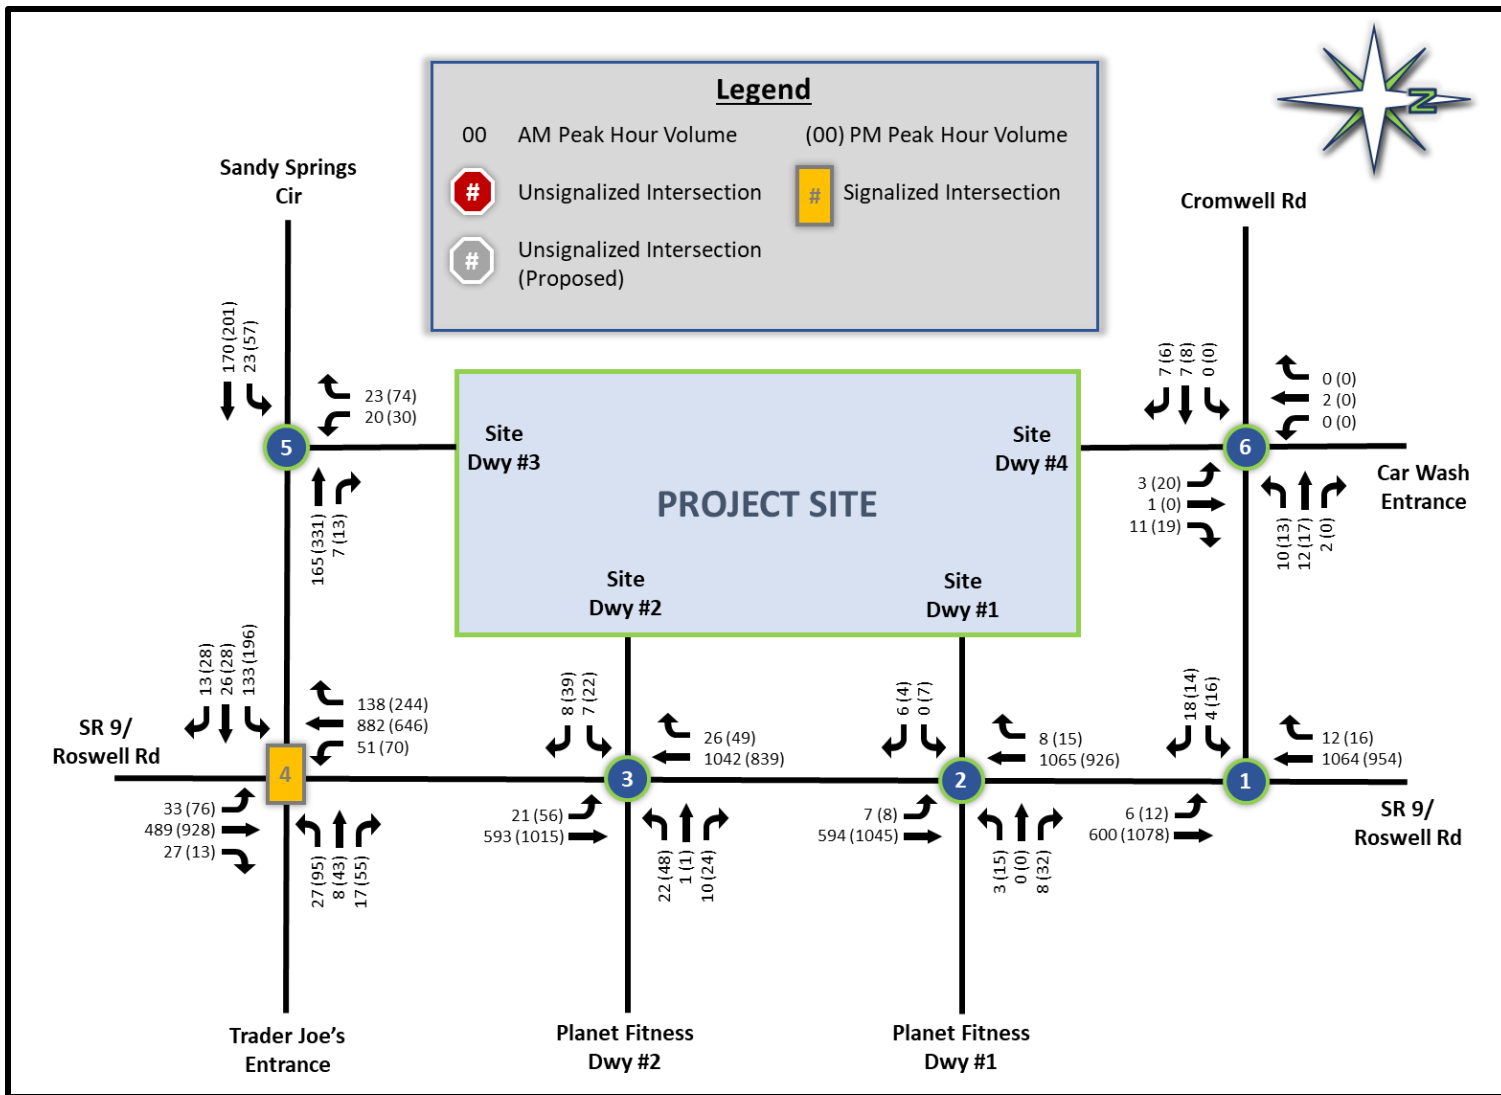 Legend
00 AM Peak Hour Volume (00) PM Peak Hour Volume
# Unsignalized Intersection # Signalized Intersection
# Unsignalized Intersection
(Proposed)
N
Sandy Springs
Cir
Cromwell Rd
170 (201)
23 (57)
23 (74)
20 (30)
5
165 (331)
7 (13)
Site
Dwy #3
Site
Dwy #4
PROJECT SITE
Site
Dwy #2
Site
Dwy #1
7 (6)
7 (8)
0 (0)
0 (0)
2 (0)
0 (0)
6
3 (20)
1 (0)
11 (19)
10 (13)
12 (17)
2 (0)
Car Wash
Entrance
13 (28)
26 (28)
133 (196)
138 (244)
882 (646)
51 (70)
SR 9/
Roswell Rd
4
33 (76)
489 (928)
27 (13)
27 (95)
8 (43)
17 (55)
8 (39)
7 (22)
26 (49)
1042 (839)
3
21 (56)
593 (1015)
22 (48)
1 (1)
10 (24)
6 (4)
0 (7)
8 (15)
1065 (926)
2
7 (8)
594 (1045)
3 (15)
0 (0)
8 (32)
18 (14)
4 (16)
12 (16)
1064 (954)
1
6 (12)
600 (1078)
SR 9/
Roswell Rd
Trader Joe's
Entrance
Planet Fitness
Dwy #2
Planet Fitness
Dwy #1